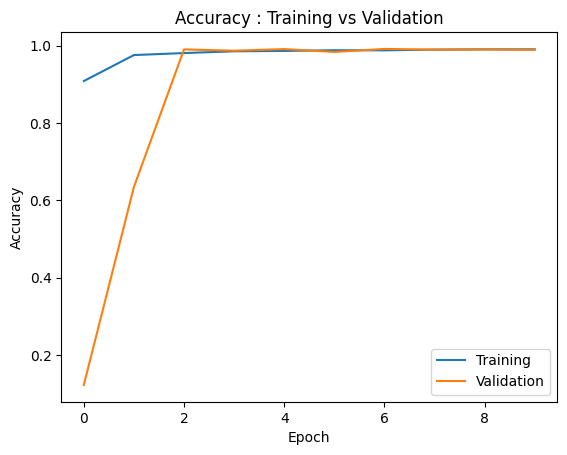 Accuracy : Training vs Validation
1.0
0.8
0.6
0.4
0.2
Accuracy
0 2 4 6 8
Epoch
Training
Validation